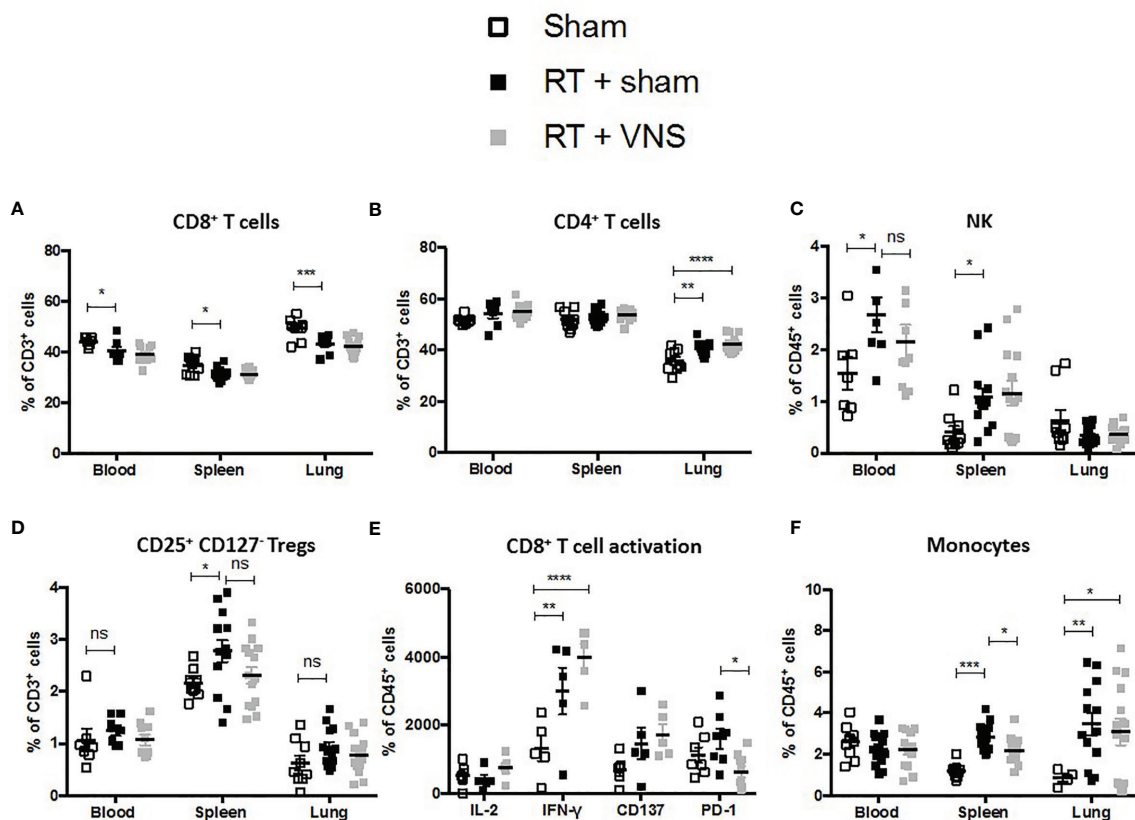 Sham
RT + sham
RT + VNS
A
CD8⁺ T cells
% of CD3⁺ cells
80
60
40
20
0
*
*
***
Blood Spleen Lung
B
CD4⁺ T cells
% of CD3⁺ cells
80
60
40
20
0
****
**
Blood Spleen Lung
C
NK
% of CD45⁺ cells
4
3
2
1
0
* ns
*
Blood Spleen Lung
D
CD25⁺ CD127⁻ Tregs
% of CD3⁺ cells
4
3
2
1
0
ns
* ns
ns
Blood Spleen Lung
E
CD8⁺ T cell activation
% of CD45⁺ cells
6000
4000
2000
0
****
**
*
IL-2 IFN-γ CD137 PD-1
F
Monocytes
% of CD45⁺ cells
10
8
6
4
2
0
***
*
*
**
Blood Spleen Lung